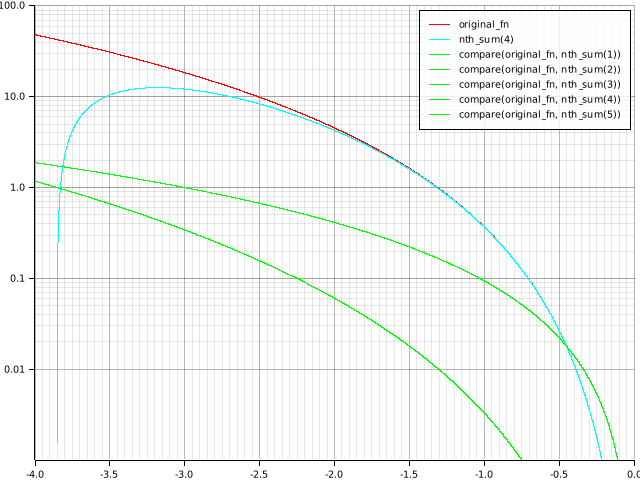 100.0
10.0
1.0
0.1
0.01
-4.0 -3.5 -3.0 -2.5 -2.0 -1.5 -1.0 -0.5 0.0
original_fn
nth_sum(4)
compare(original_fn, nth_sum(1))
compare(original_fn, nth_sum(2))
compare(original_fn, nth_sum(3))
compare(original_fn, nth_sum(4))
compare(original_fn, nth_sum(5))